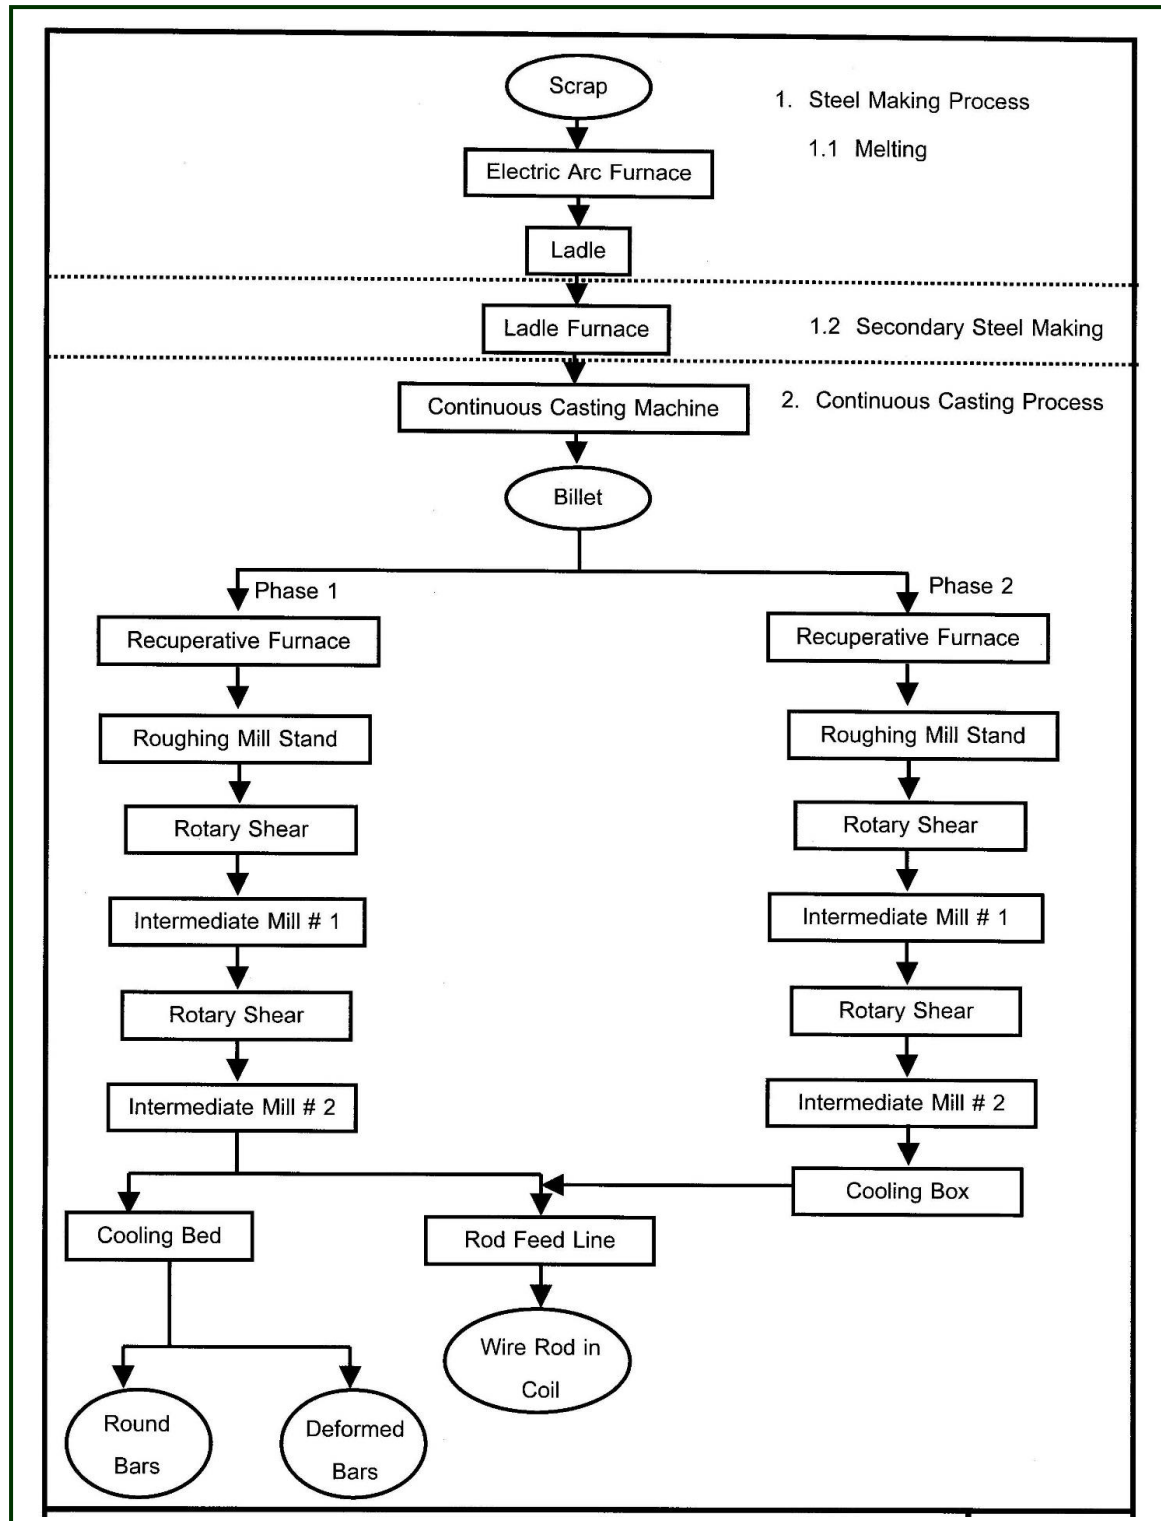 Scrap
1. Steel Making Process
1.1 Melting
Electric Arc Furnace
Ladle
Ladle Furnace
1.2 Secondary Steel Making
Continuous Casting Machine
2. Continuous Casting Process
Billet
Phase 1
Phase 2
Recuperative Furnace
Recuperative Furnace
Roughing Mill Stand
Roughing Mill Stand
Rotary Shear
Rotary Shear
Intermediate Mill # 1
Intermediate Mill # 1
Rotary Shear
Rotary Shear
Intermediate Mill # 2
Intermediate Mill # 2
Cooling Box
Cooling Bed
Rod Feed Line
Wire Rod in
Coil
Round
Bars
Deformed
Bars